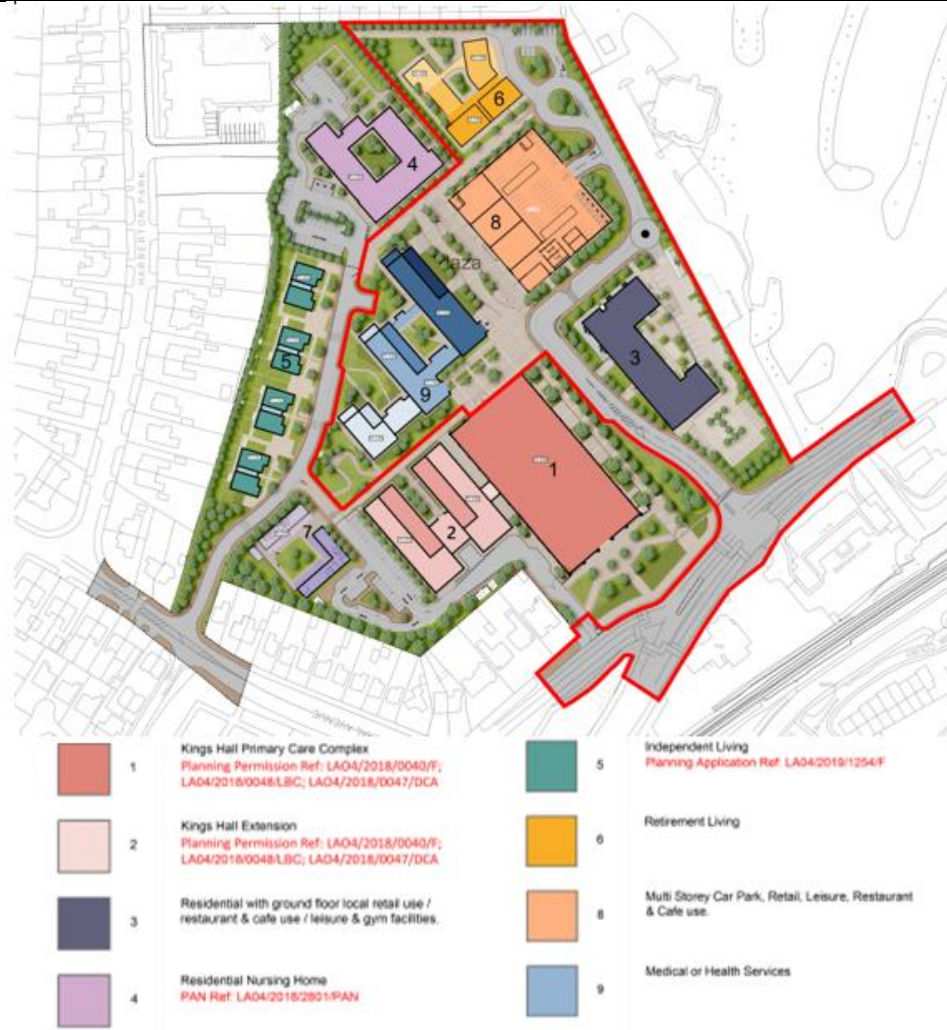 6
4
8
HARBERTON PARK
Plaza
5
3
9
1
2
7
AVENUE
1
Kings Hall Primary Care Complex
Planning Permission Ref: LAO4/2018/0040/F;
LA04/2018/0048/LBC; LAO4/2018/0047/DCA
2
Kings Hall Extension
Planning Permission Ref: LAO4/2018/0040/F;
LA04/2018/0048/LBC; LAO4/2018/0047/DCA
3
Residential with ground floor local retail use /
restaurant & cafe use / leisure & gym facilities.
4
Residential Nursing Home
PAN Ref: LA04/2018/2801/PAN
5
Independent Living
Planning Application Ref: LA04/2019/1254/F
6
Retirement Living
8
Multi Storey Car Park, Retail, Leisure, Restaurant
& Cafe use.
9
Medical or Health Services